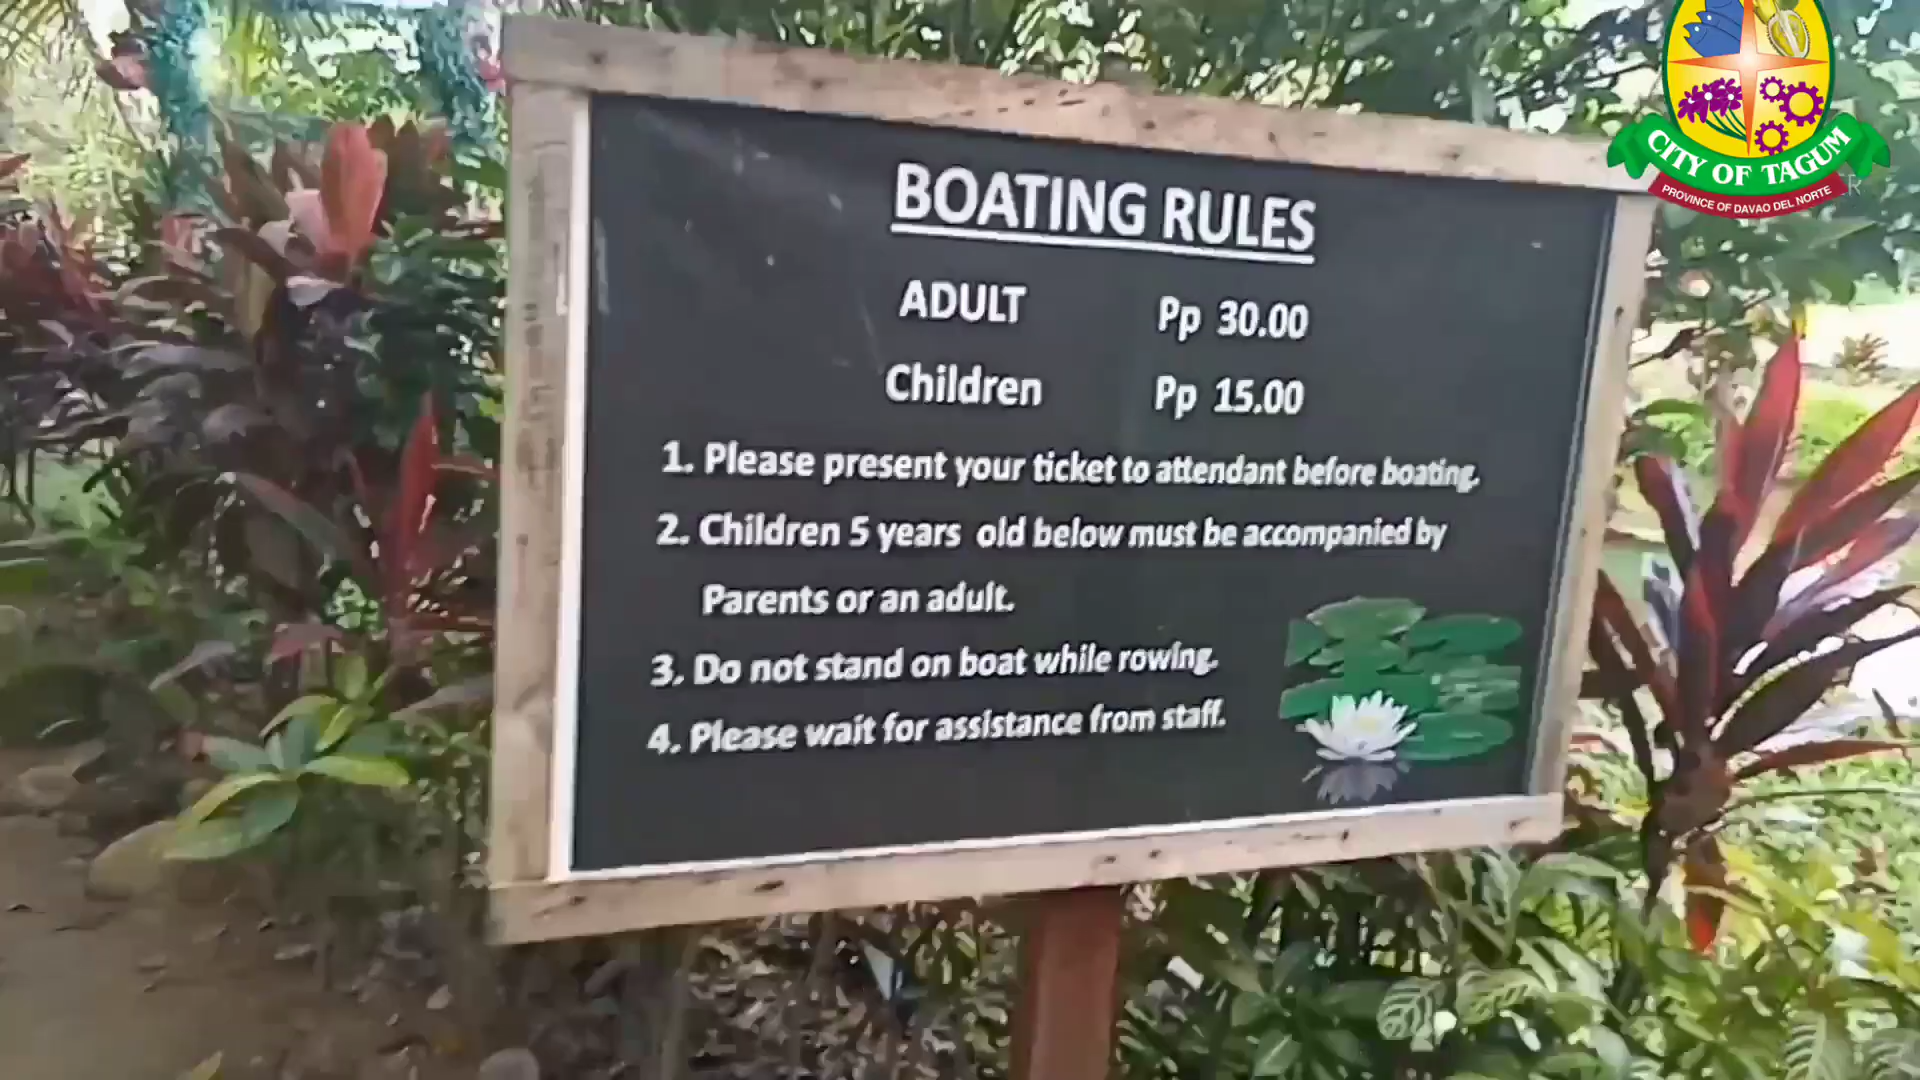 CITY OF TAGUM
PROVINCE OF DAVAO DEL NORTE
BOATING RULES
ADULT Pp 30.00
Children Pp 15.00
1. Please present your ticket to attendant before boating.
2. Children 5 years old below must be accompanied by
Parents or an adult.
3. Do not stand on boat while rowing.
4. Please wait for assistance from staff.